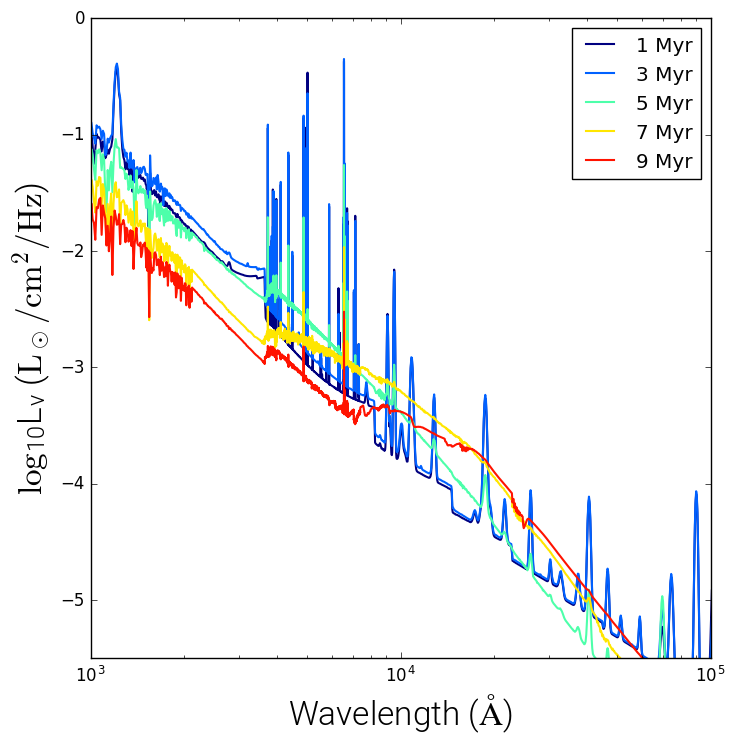 0
−1
−2
−3
−4
−5
log₁₀Lᵥ (L⊙/cm²/Hz)
1 Myr
3 Myr
5 Myr
7 Myr
9 Myr
10³
10⁴
10⁵
Wavelength (Å)